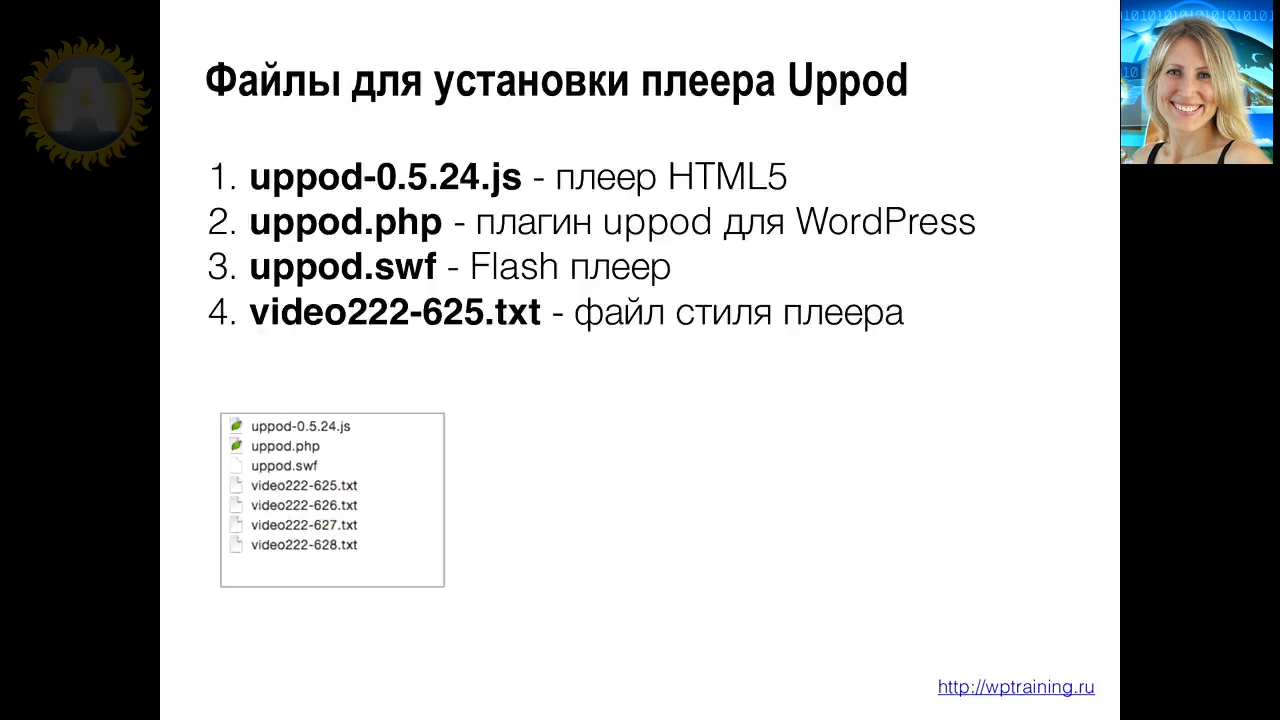 Файлы для установки плеера Uppod
1. uppod-0.5.24.js - плеер HTML5
2. uppod.php - плагин uppod для WordPress
3. uppod.swf - Flash плеер
4. video222-625.txt - файл стиля плеера
uppod-0.5.24.js
uppod.php
uppod.swf
video222-625.txt
video222-626.txt
video222-627.txt
video222-628.txt
http://wptraining.ru
A